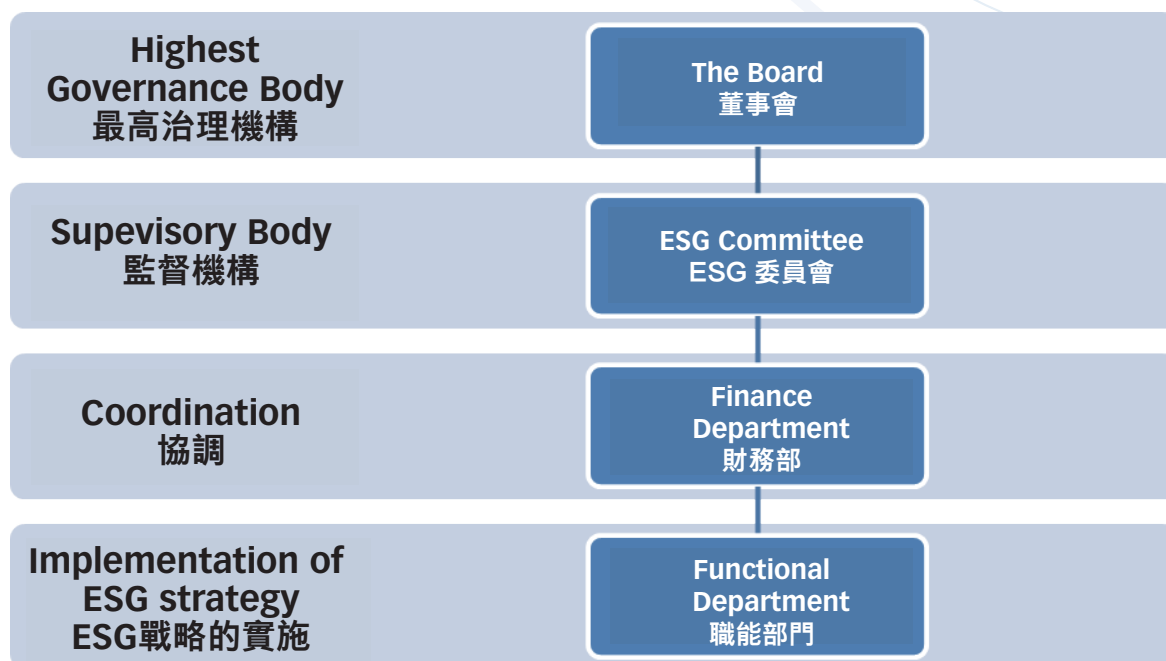 Highest
Governance Body
最高治理機構
The Board
董事會
Supevisory Body
監督機構
ESG Committee
ESG 委員會
Coordination
協調
Finance
Department
財務部
Implementation of
ESG strategy
ESG戰略的實施
Functional
Department
職能部門